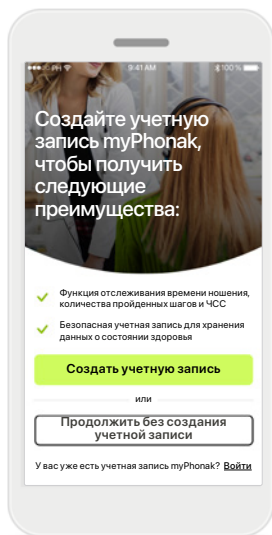 PH 9:41 AM 100%
Создайте учетную
запись myPhonak,
чтобы получить
следующие
преимущества:
Функция отслеживания времени ношения,
количества пройденных шагов и ЧСС
Безопасная учетная запись для хранения
данных о состоянии здоровья
Создать учетную запись
или
Продолжить без создания
учетной записи
У вас уже есть учетная запись myPhonak? Войти